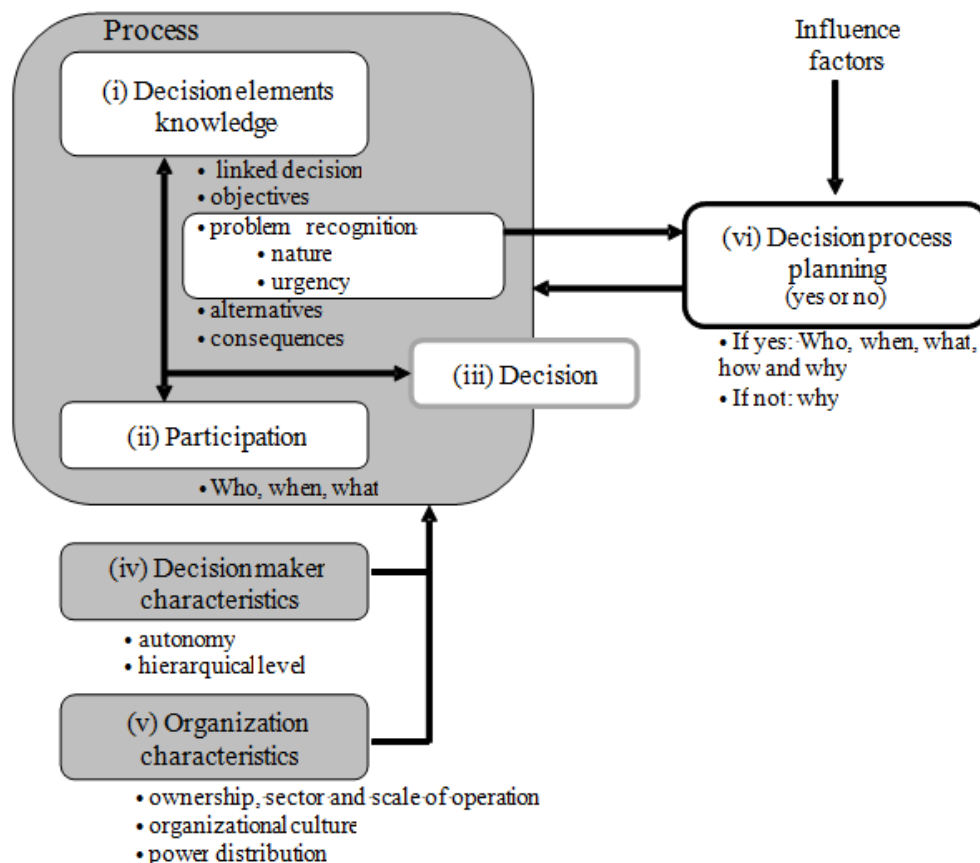 Process
(i) Decision elements
knowledge
• linked decision
• objectives
• problem recognition
• nature
• urgency
• alternatives
• consequences
(iii) Decision
(ii) Participation
• Who, when, what
Influence
factors
(vi) Decision process
planning
(yes or no)
• If yes: Who, when, what,
how and why
• If not: why
(iv) Decision maker
characteristics
• autonomy
• hierarquical level
(v) Organization
characteristics
• ownership, sector and scale of operation
• organizational culture
• power distribution